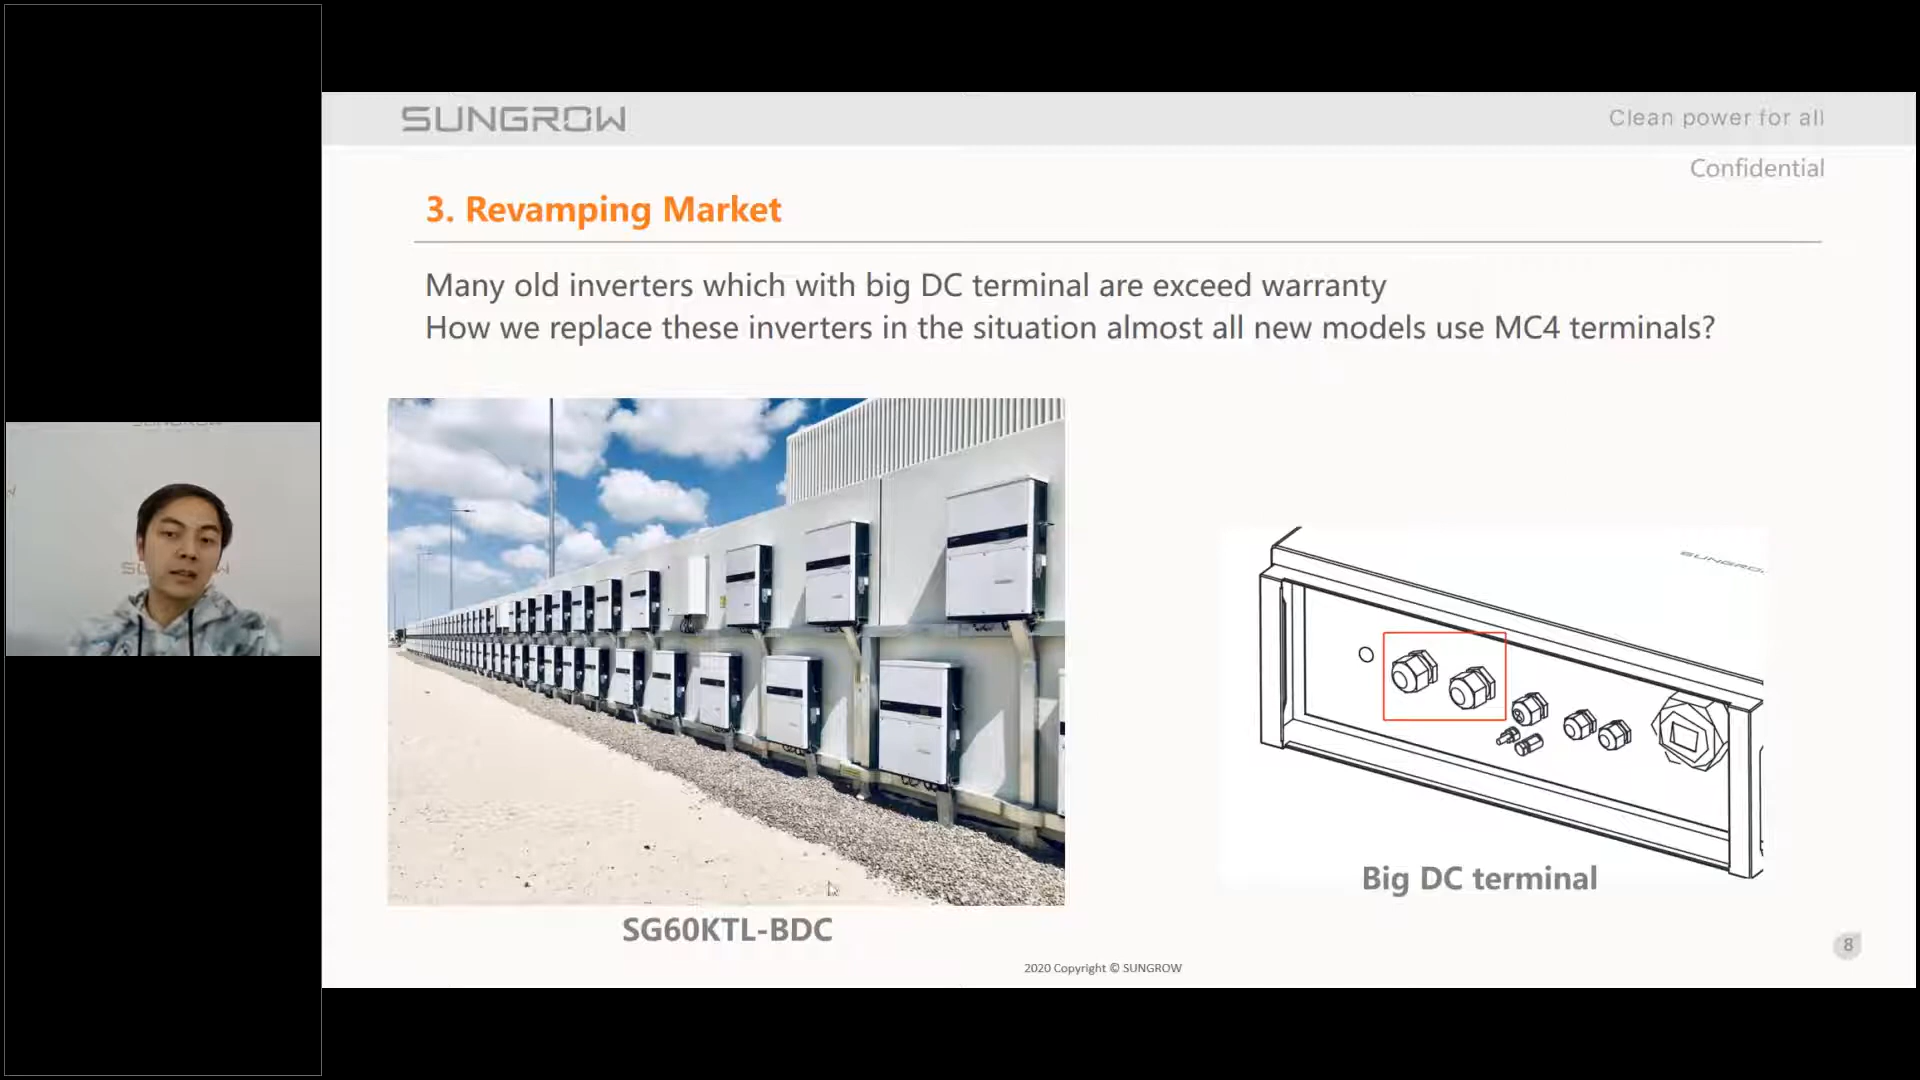 SUNGROW
Clean power for all
Confidential
3. Revamping Market
Many old inverters which with big DC terminal are exceed warranty
How we replace these inverters in the situation almost all new models use MC4 terminals?
SUNGRO
Big DC terminal
SG60KTL-BDC
8
2020 Copyright © SUNGROW